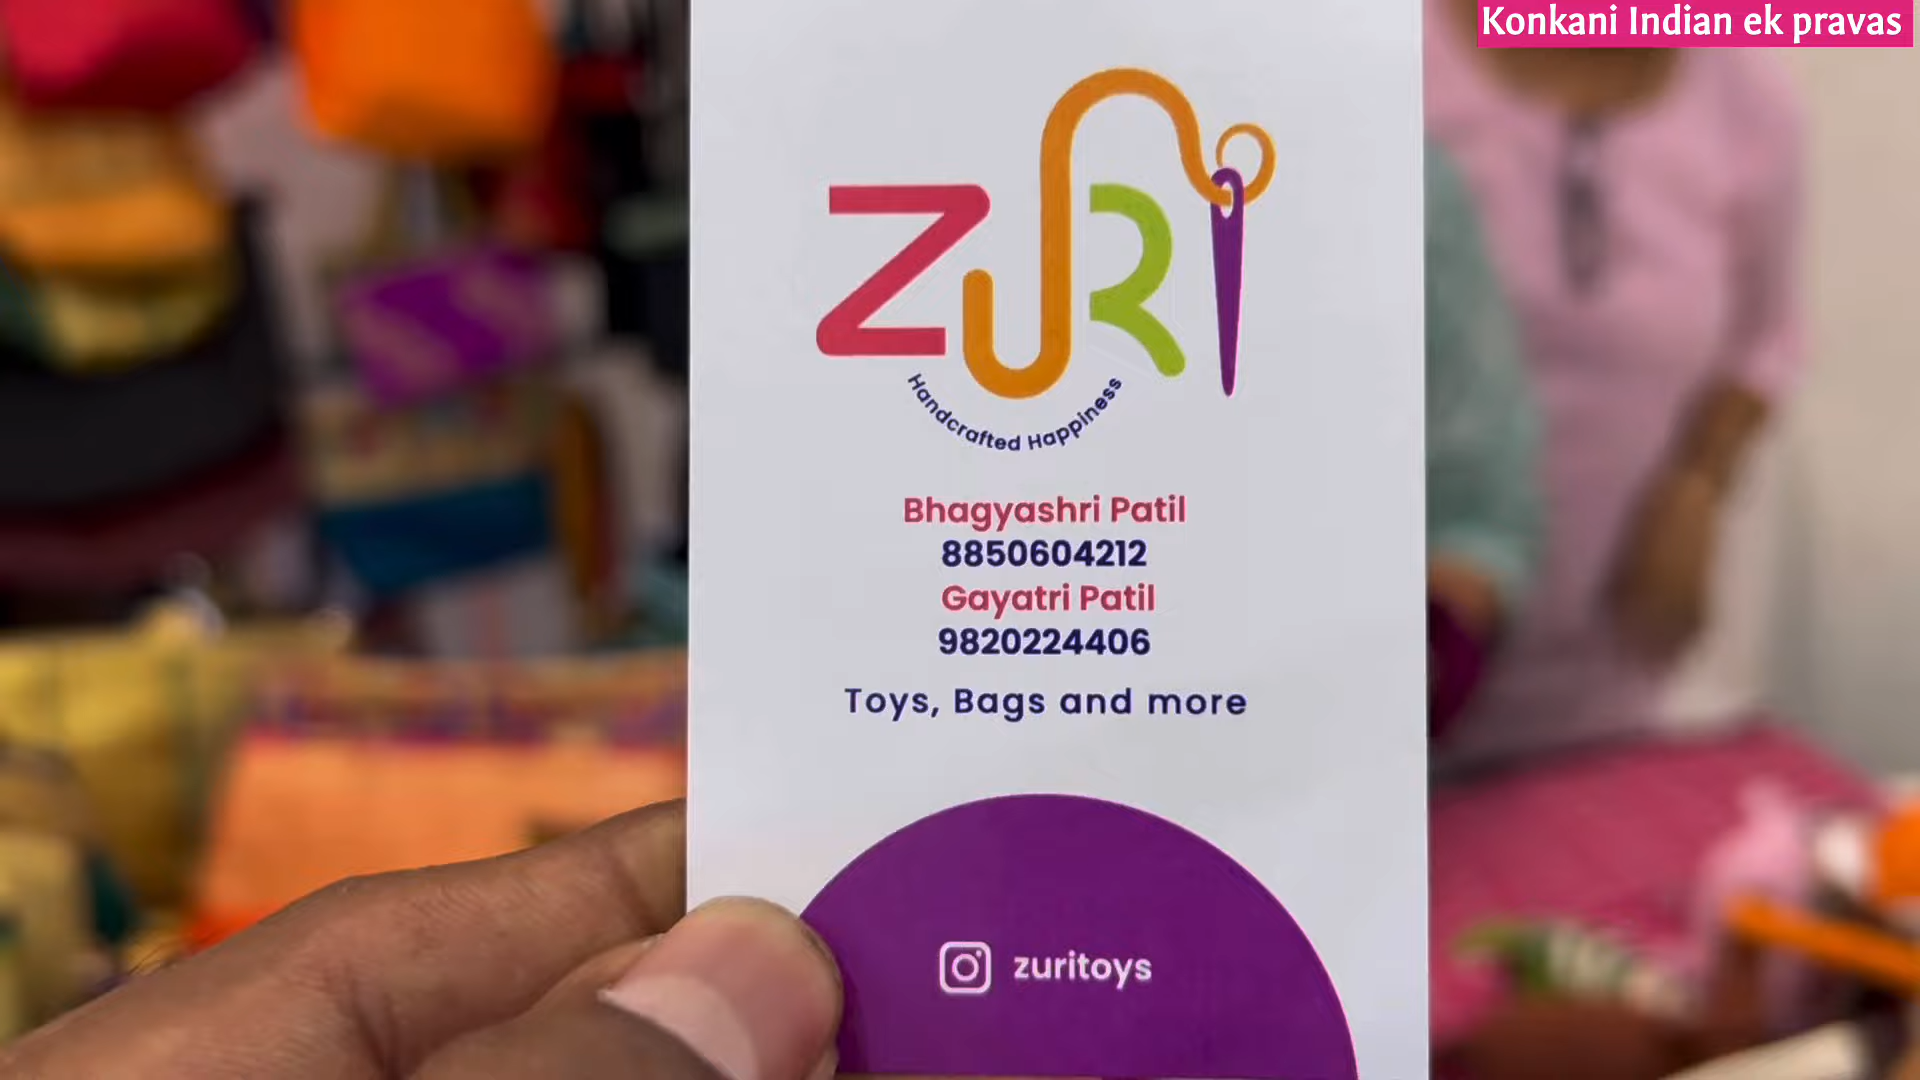 Konkani Indian ek pravas
ZURI
Handcrafted Happiness
Bhagyashri Patil
8850604212
Gayatri Patil
9820224406
Toys, Bags and more
zuritoys